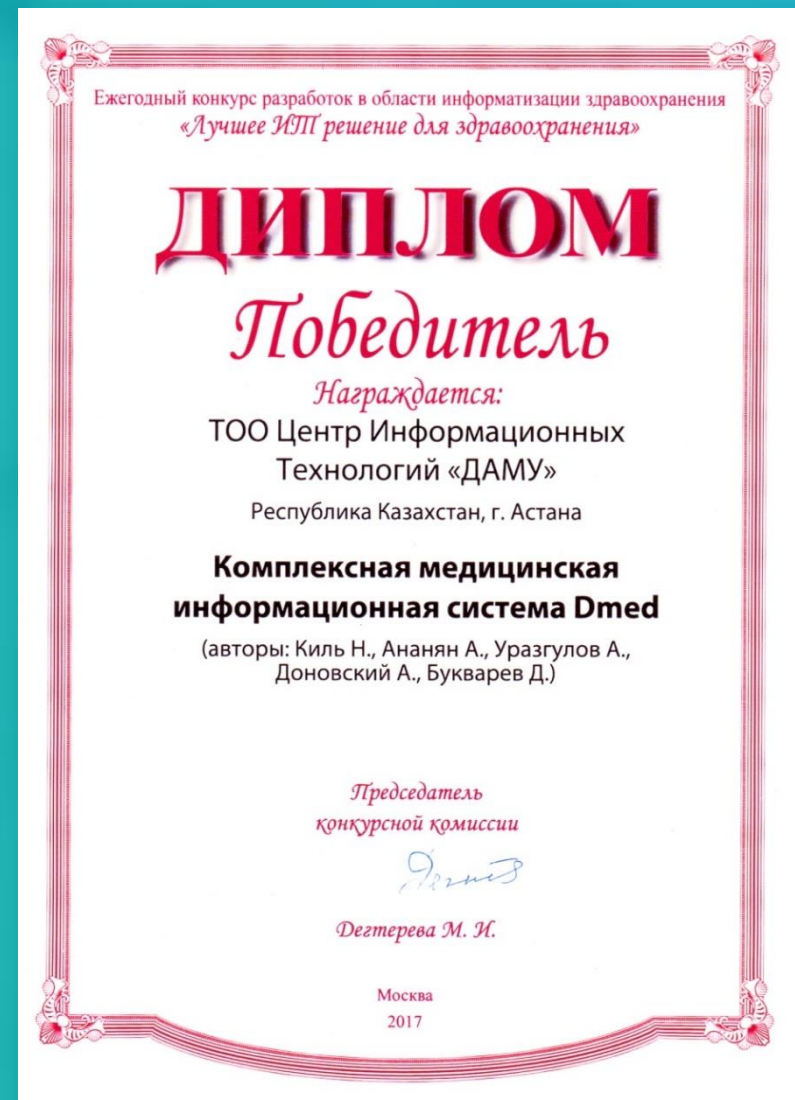 Ежегодный конкурс разработок в области информатизации здравоохранения
«Лучшее ИТ решение для здравоохранения»
ДИПЛОМ
Победитель
Награждается:
ТОО Центр Информационных
Технологий «ДАМУ»
Республика Казахстан, г. Астана
Комплексная медицинская
информационная система Dmed
(авторы: Киль Н., Ананян А., Уразгулов А.,
Доновский А., Букварев Д.)
Председатель
конкурсной комиссии
Дегтерева М. И.
Москва
2017